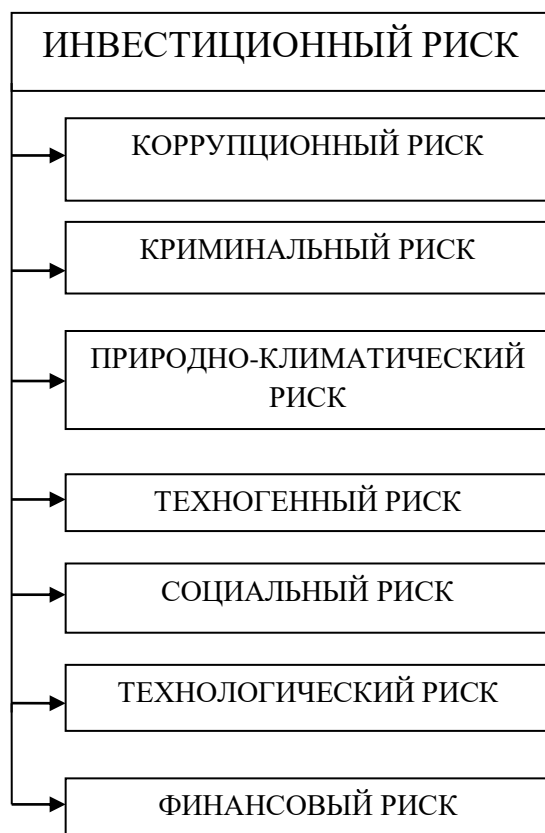 ИНВЕСТИЦИОННЫЙ РИСК
КОРРУПЦИОННЫЙ РИСК
КРИМИНАЛЬНЫЙ РИСК
ПРИРОДНО-КЛИМАТИЧЕСКИЙ
РИСК
ТЕХНОГЕННЫЙ РИСК
СОЦИАЛЬНЫЙ РИСК
ТЕХНОЛОГИЧЕСКИЙ РИСК
ФИНАНСОВЫЙ РИСК